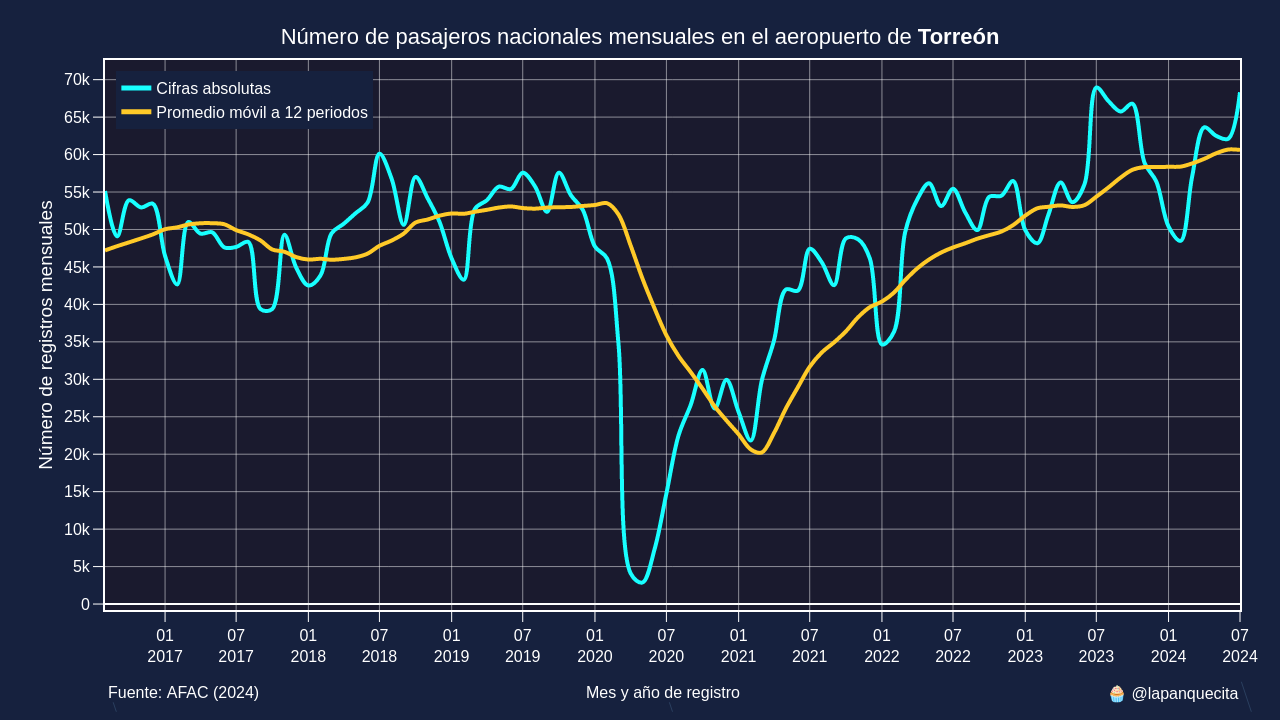 Número de pasajeros nacionales mensuales en el aeropuerto de Torreón
Cifras absolutas
Promedio móvil a 12 periodos
Número de registros mensuales
70k
65k
60k
55k
50k
45k
40k
35k
30k
25k
20k
15k
10k
5k
0
01 07 01 07 01 07 01 07 01 07 01 07 01 07 01 07
2017 2017 2018 2018 2019 2019 2020 2020 2021 2021 2022 2022 2023 2023 2024 2024
Fuente: AFAC (2024)
Mes y año de registro
🧁 @lapanquecita